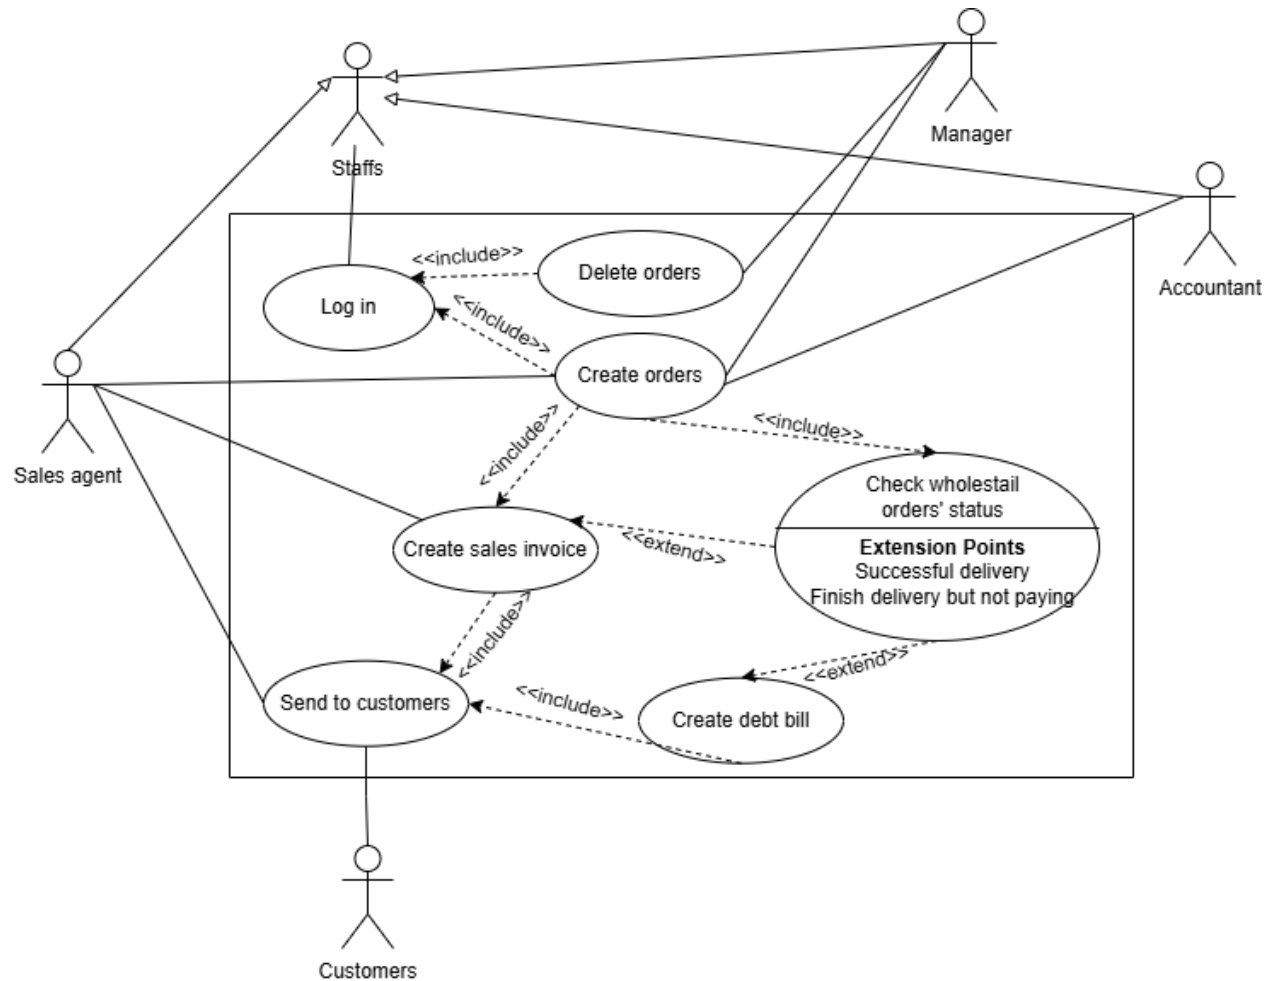 Manager
Staffs
Accountant
<<include>>
Delete orders
Log in
<<include>>
Create orders
<<include>>
<<include>>
Sales agent
Check wholestail
orders' status
Create sales invoice
<<extend>>
Extension Points
Successful delivery
Finish delivery but not paying
<<include>>
<<extend>>
Send to customers
<<include>>
Create debt bill
Customers